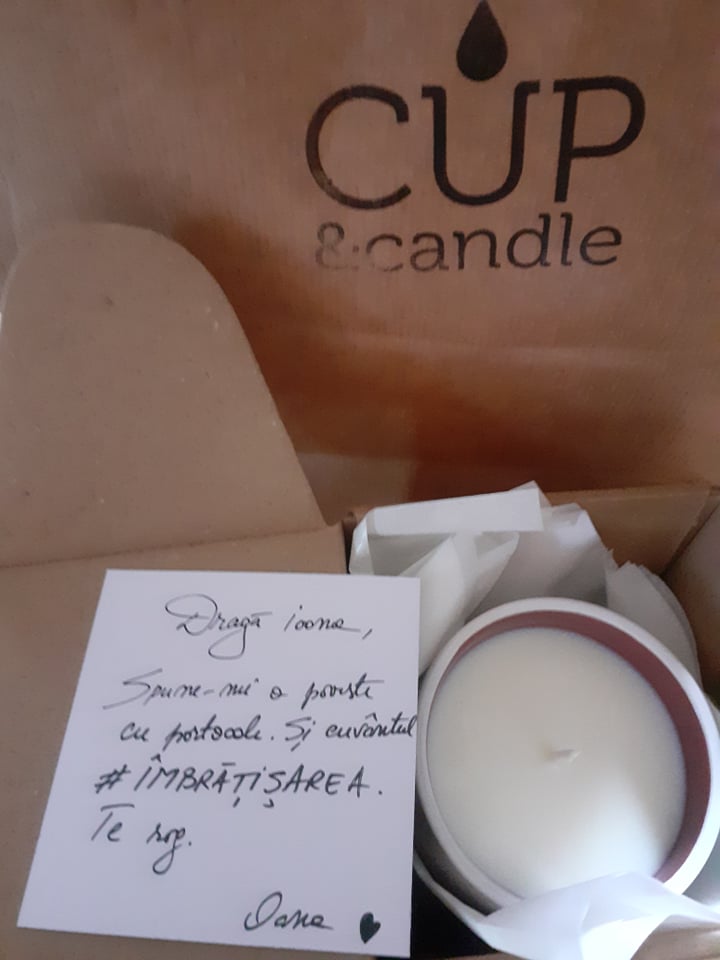 CUP
&candle
Dragă ioana,
Spune-mi o poveste
cu portocale. Și cuvântul
#ÎMBRĂȚIȘAREA.
Te rog.
Oana